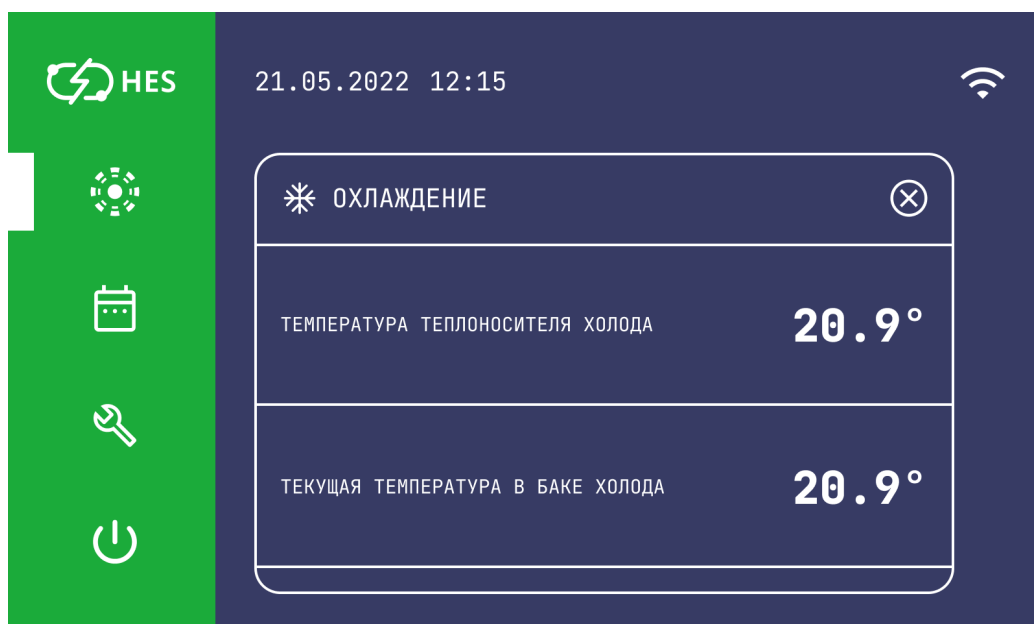 HES
21.05.2022 12:15
ОХЛАЖДЕНИЕ
ТЕМПЕРАТУРА ТЕПЛОНОСИТЕЛЯ ХОЛОДА
20.9°
ТЕКУЩАЯ ТЕМПЕРАТУРА В БАКЕ ХОЛОДА
20.9°